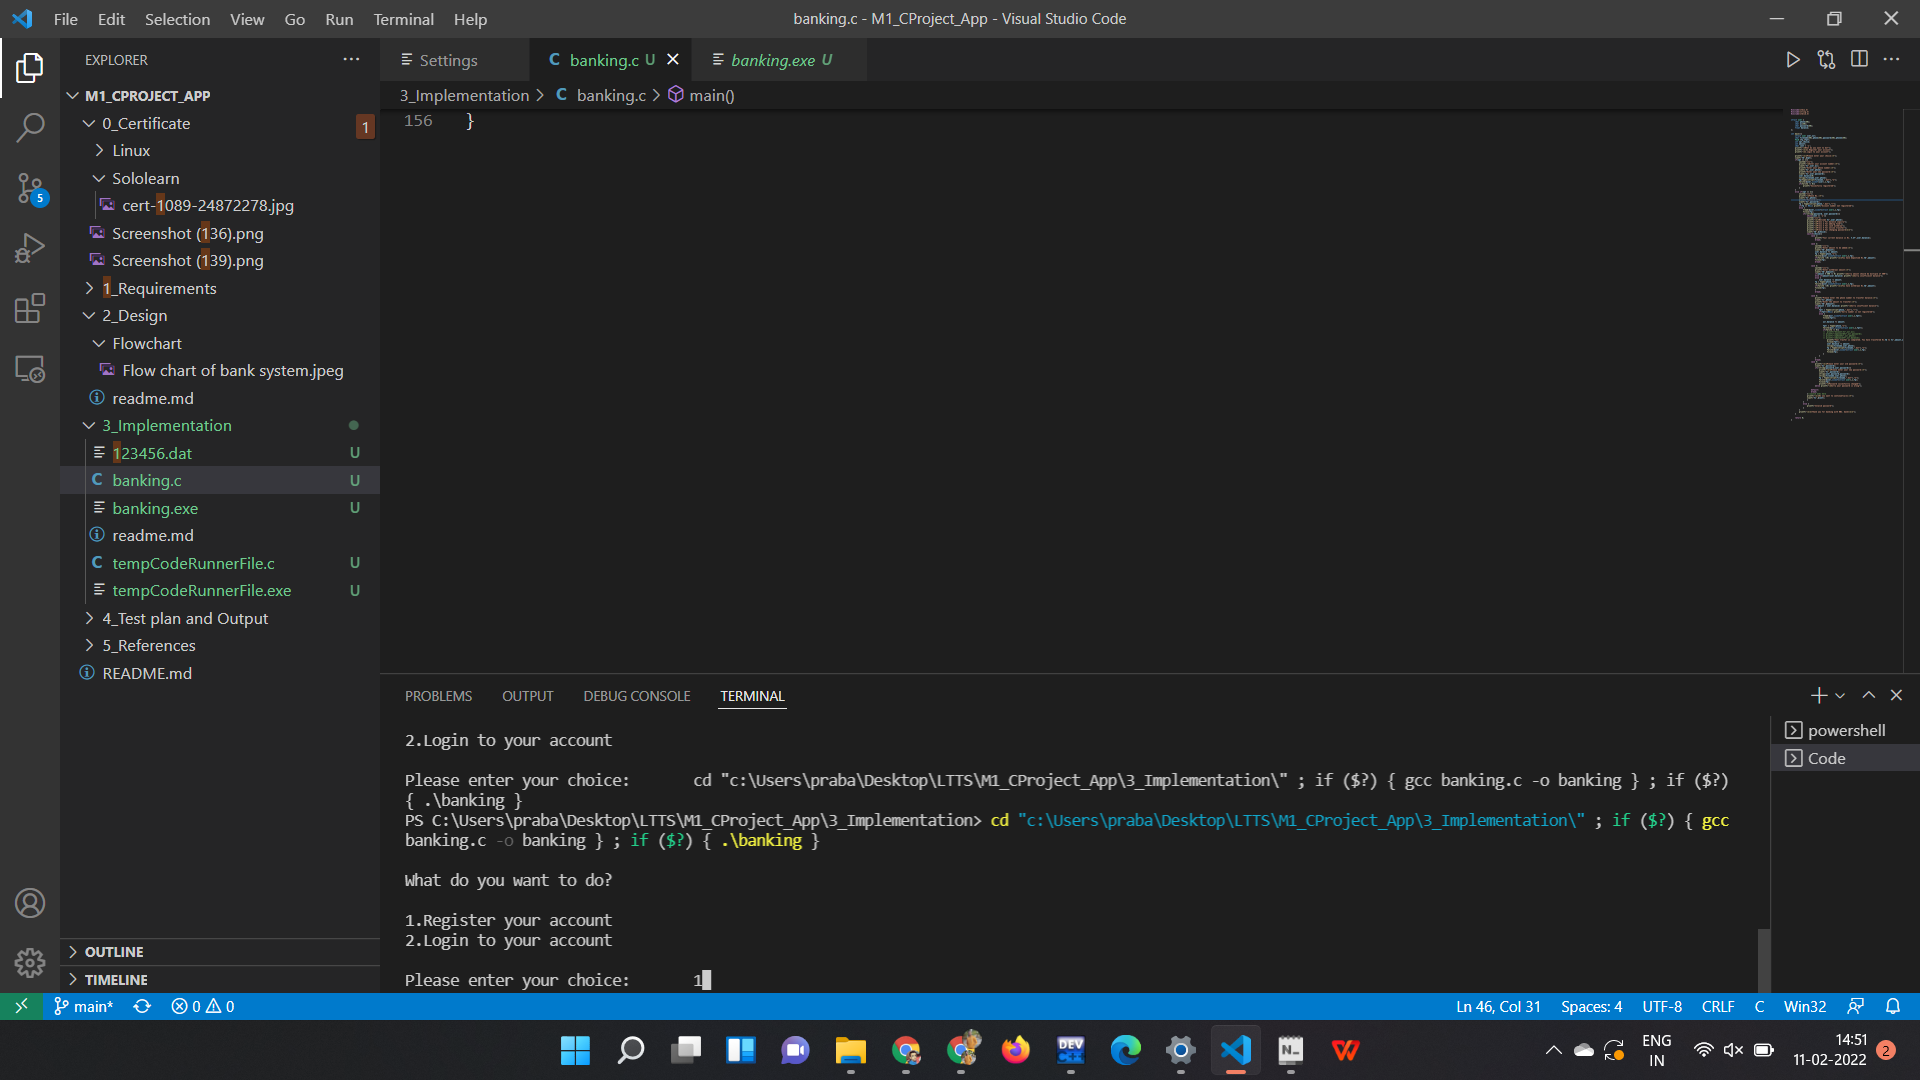 File Edit Selection View Go Run Terminal Help
banking.c - M1_CProject_App - Visual Studio Code
EXPLORER
Settings
C banking.c U
banking.exe U
M1_CPROJECT_APP
3_Implementation > C banking.c > main()
0_Certificate
1
156 }
Linux
Sololearn
cert-1089-24872278.jpg
5
Screenshot (136).png
Screenshot (139).png
1_Requirements
2_Design
Flowchart
Flow chart of bank system.jpeg
readme.md
3_Implementation
123456.dat U
C banking.c U
banking.exe U
readme.md
C tempCodeRunnerFile.c U
tempCodeRunnerFile.exe U
4_Test plan and Output
5_References
README.md
OUTLINE
TIMELINE
PROBLEMS OUTPUT DEBUG CONSOLE TERMINAL
powershell
Code
2.Login to your account
Please enter your choice: cd "c:\Users\praba\Desktop\LTTS\M1_CProject_App\3_Implementation\" ; if ($?) { gcc banking.c -o banking } ; if ($?)
{ .\banking }
PS C:\Users\praba\Desktop\LTTS\M1_CProject_App\3_Implementation> cd "c:\Users\praba\Desktop\LTTS\M1_CProject_App\3_Implementation\" ; if ($?) { gcc
banking.c -o banking } ; if ($?) { .\banking }
What do you want to do?
1.Register your account
2.Login to your account
Please enter your choice: 1
main* 0 0
Ln 46, Col 31 Spaces: 4 UTF-8 CRLF C Win32
DEV
N
W
ENG
IN
14:51
11-02-2022
2